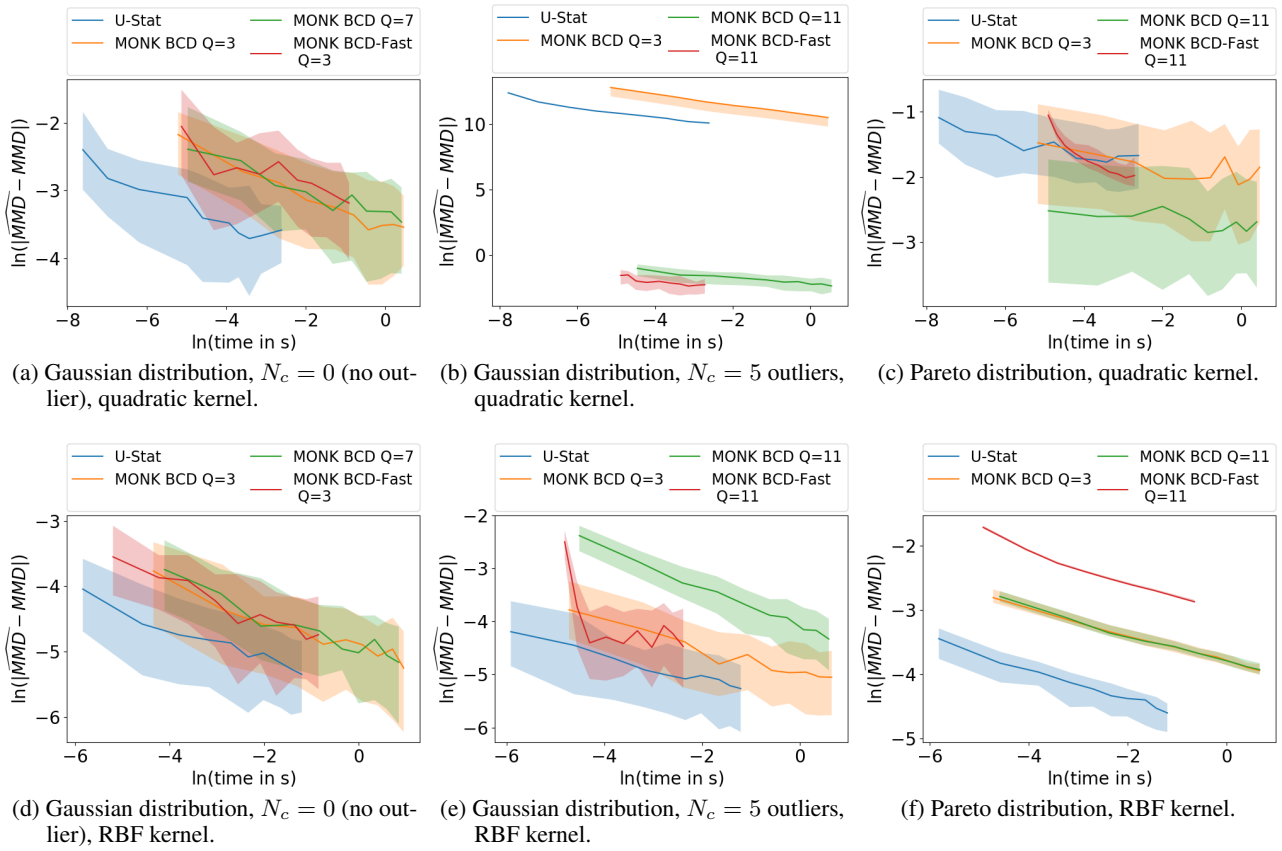 U-Stat
MONK BCD Q=7
MONK BCD Q=3
MONK BCD-Fast
Q=3
−2
−3
−4
ln(|MMD − MMD|)
−8 −6 −4 −2 0
ln(time in s)
(a) Gaussian distribution, N_c = 0 (no out-
lier), quadratic kernel.
U-Stat
MONK BCD Q=11
MONK BCD Q=3
MONK BCD-Fast
Q=11
10
5
0
ln(|MMD − MMD|)
−8 −6 −4 −2 0
ln(time in s)
(b) Gaussian distribution, N_c = 5 outliers,
quadratic kernel.
U-Stat
MONK BCD Q=11
MONK BCD Q=3
MONK BCD-Fast
Q=11
−1
−2
−3
ln(|MMD − MMD|)
−8 −6 −4 −2 0
ln(time in s)
(c) Pareto distribution, quadratic kernel.
U-Stat
MONK BCD Q=7
MONK BCD Q=3
MONK BCD-Fast
Q=3
−3
−4
−5
−6
ln(|MMD − MMD|)
−6 −4 −2 0
ln(time in s)
(d) Gaussian distribution, N_c = 0 (no out-
lier), RBF kernel.
U-Stat
MONK BCD Q=11
MONK BCD Q=3
MONK BCD-Fast
Q=11
−2
−3
−4
−5
−6
ln(|MMD − MMD|)
−6 −4 −2 0
ln(time in s)
(e) Gaussian distribution, N_c = 5 outliers,
RBF kernel.
U-Stat
MONK BCD Q=11
MONK BCD Q=3
MONK BCD-Fast
Q=11
−2
−3
−4
−5
ln(|MMD − MMD|)
−6 −4 −2 0
ln(time in s)
(f) Pareto distribution, RBF kernel.